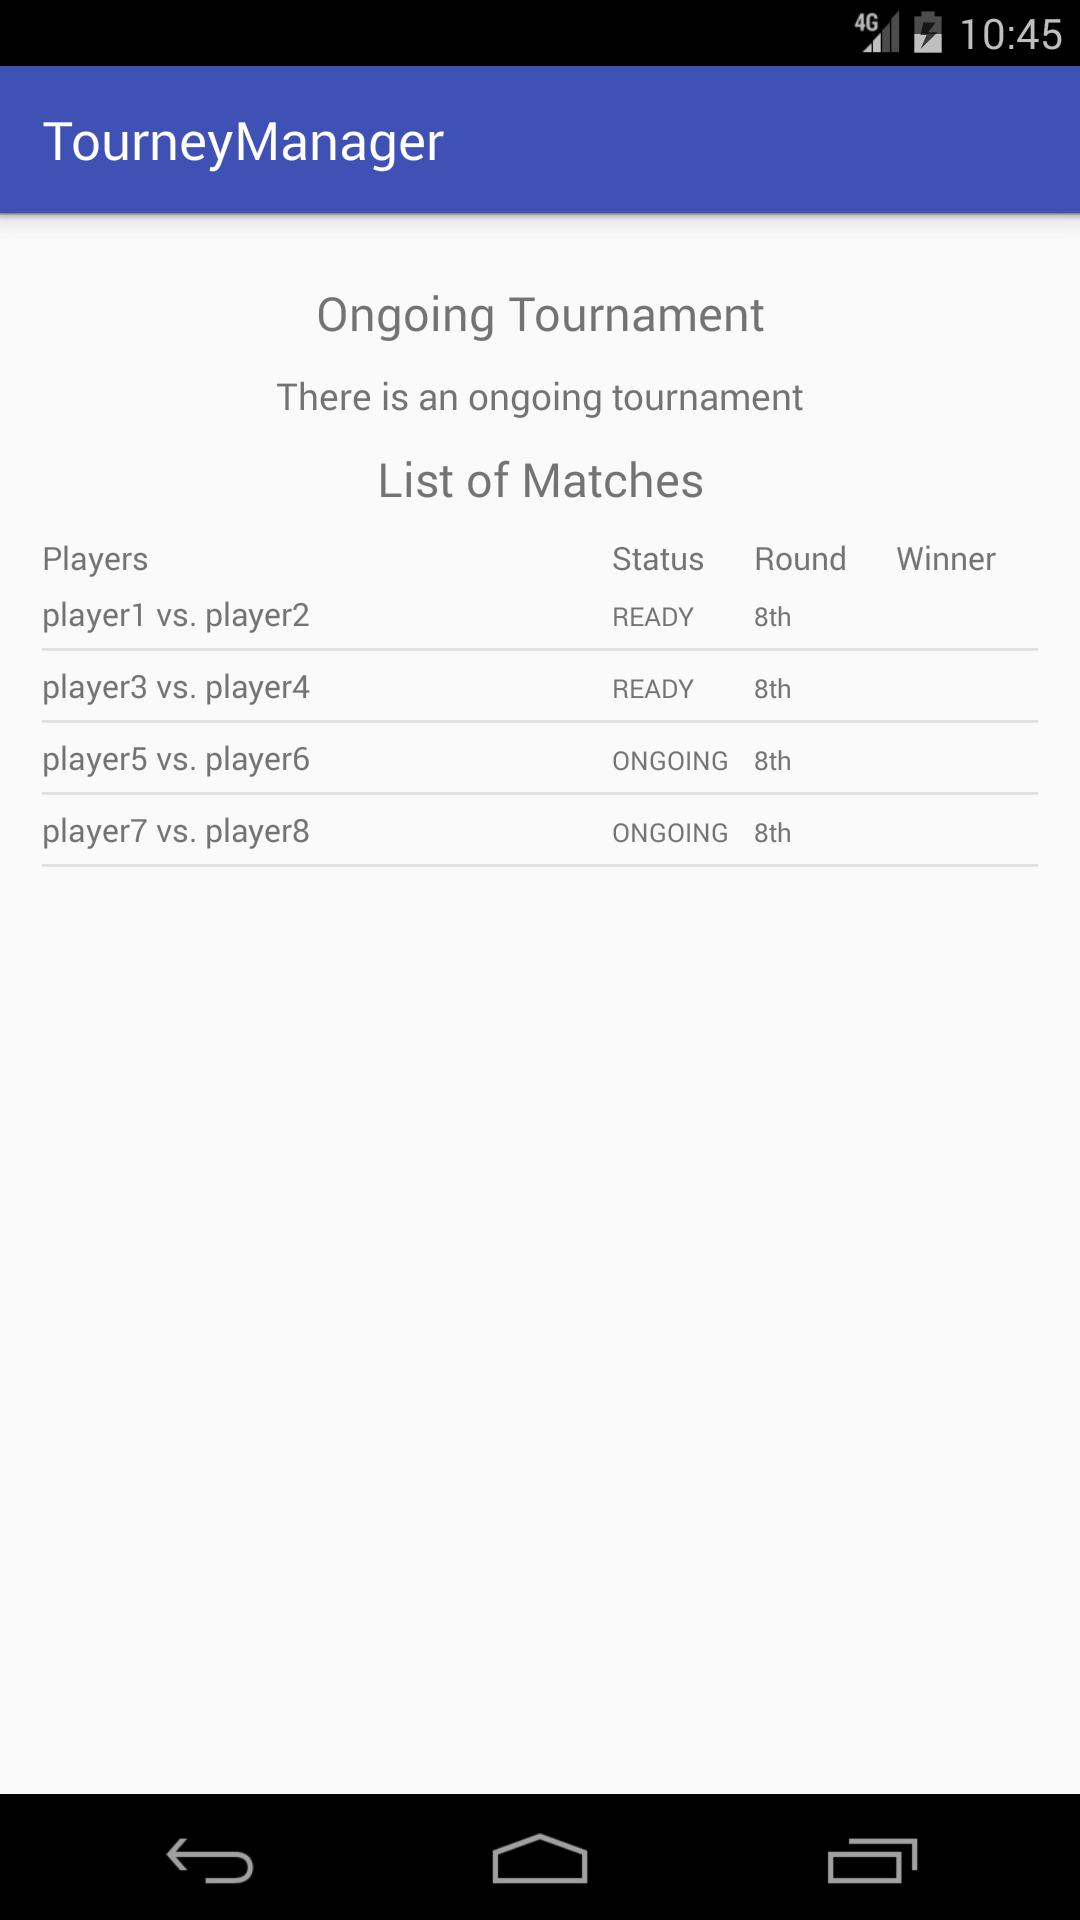 4G 10:45
TourneyManager
Ongoing Tournament
There is an ongoing tournament
List of Matches
Players Status Round Winner
player1 vs. player2 READY 8th
player3 vs. player4 READY 8th
player5 vs. player6 ONGOING 8th
player7 vs. player8 ONGOING 8th